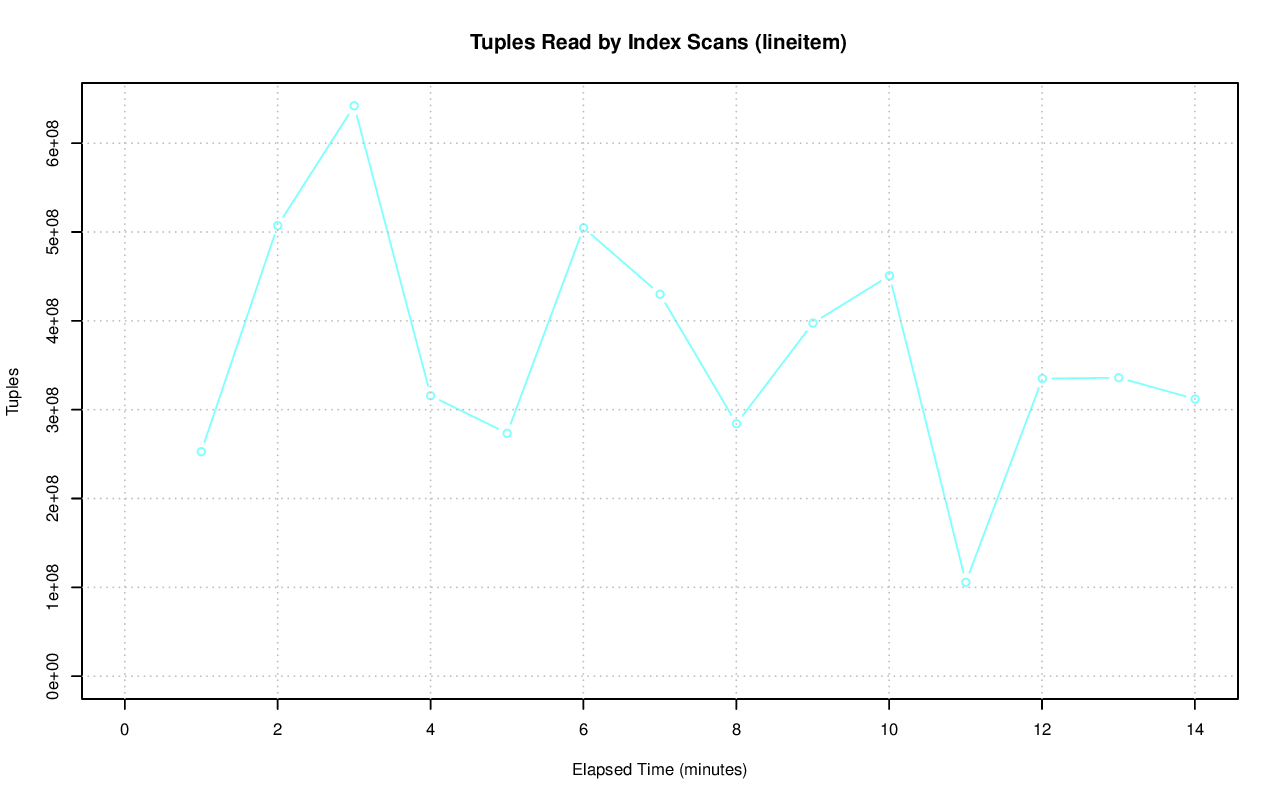 Tuples Read by Index Scans (lineitem)
Tuples
6e+08
5e+08
4e+08
3e+08
2e+08
1e+08
0e+00
0 2 4 6 8 10 12 14
Elapsed Time (minutes)